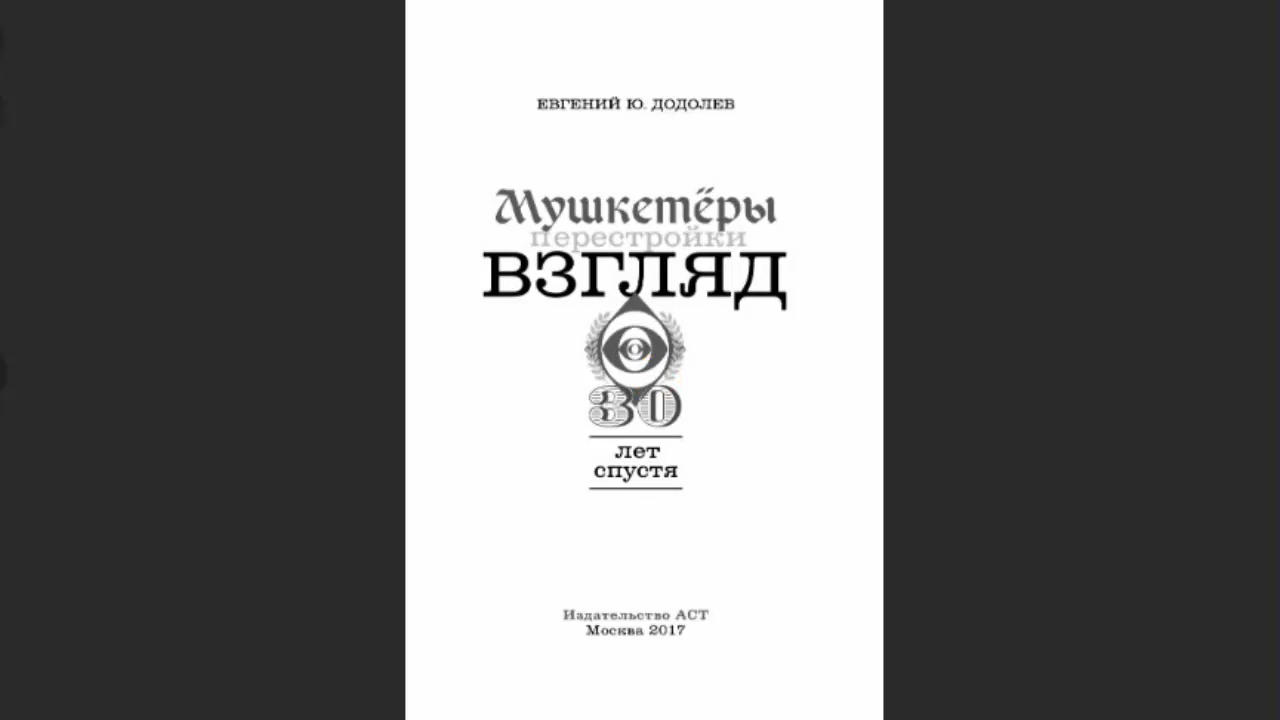 ЕВГЕНИЙ Ю. ДОДОЛЕВ
Мушкетёры
перестройки
ВЗГЛЯД
30
лет
спустя
Издательство АСТ
Москва 2017